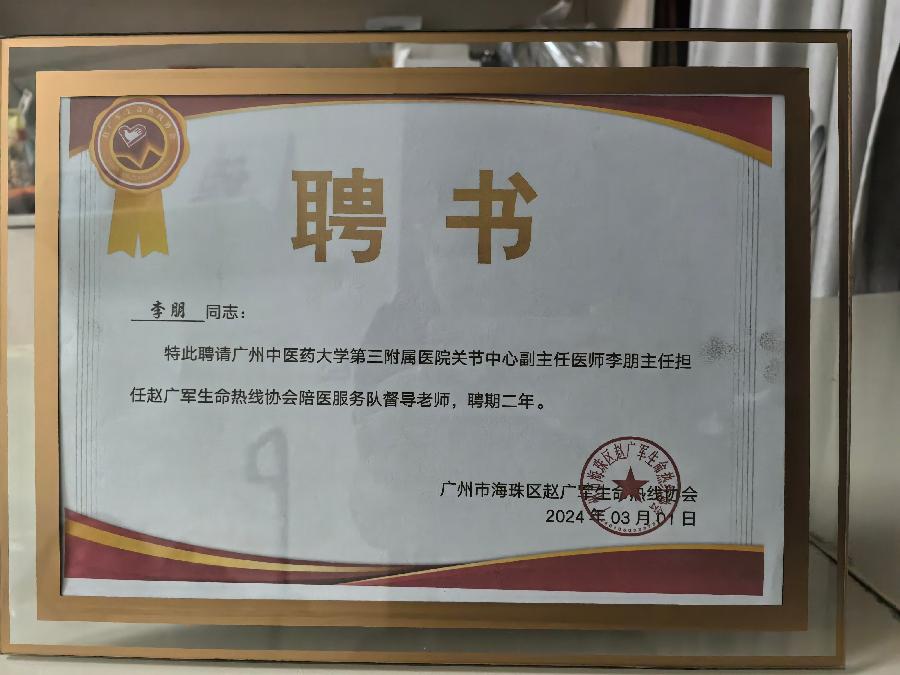 聘书
李朋 同志：
特此聘请广州中医药大学第三附属医院关节中心副主任医师李朋主任担
任赵广军生命热线协会陪医服务队督导老师，聘期二年。
广州市海珠区赵广军生命热线协会
2024 年 03 月 01 日